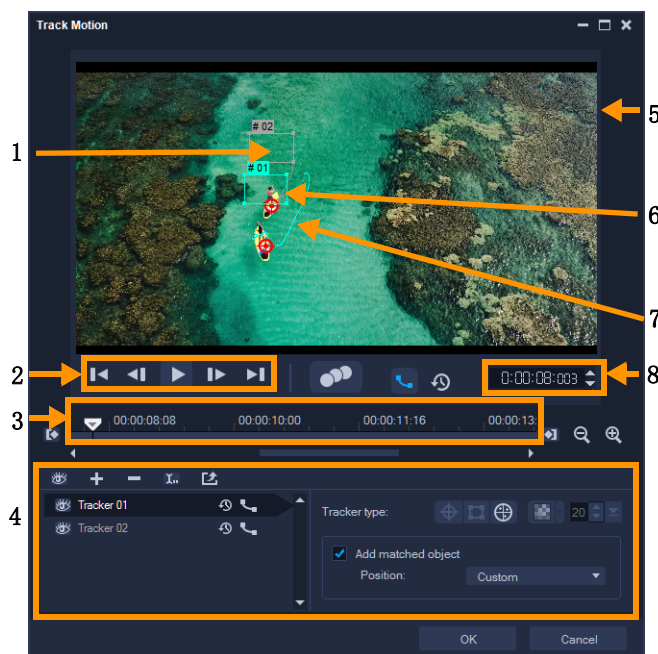 Track Motion
5
# 02
1
# 01
6
7
2
0:00:08:003
8
3
00:00:08:08 00:00:10:00 00:00:11:16 00:00:13:
4
Tracker 01
Tracker type:
20
Tracker 02
Add matched object
Position: Custom
OK Cancel